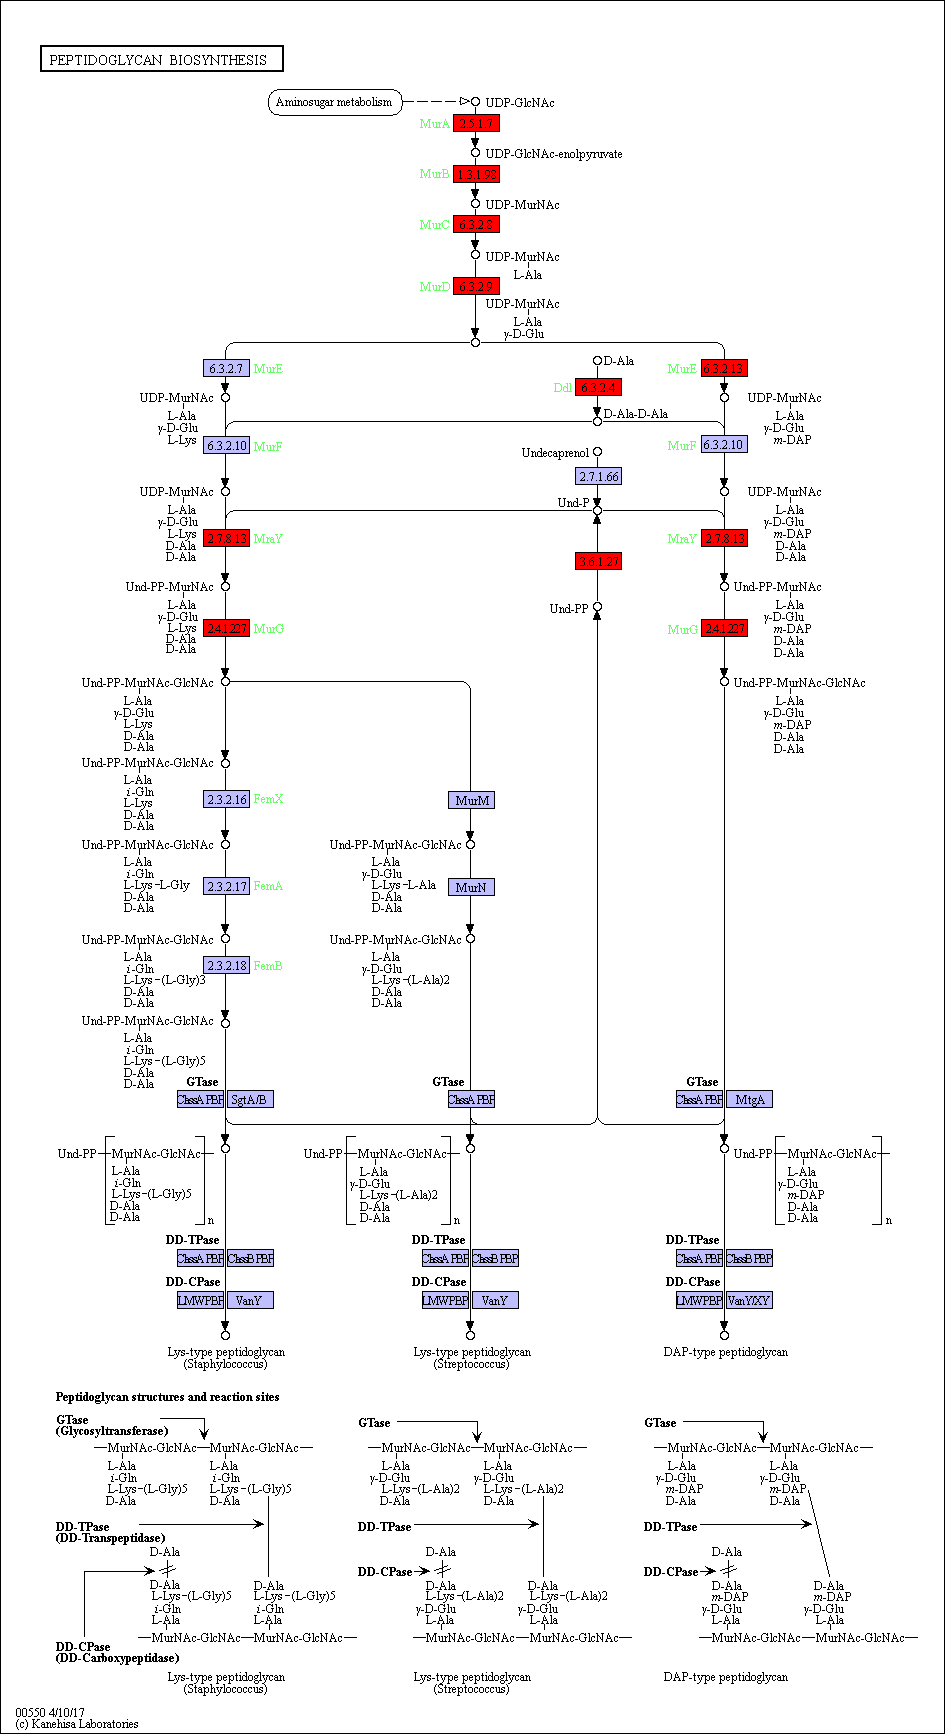 PEPTIDOGLYCAN BIOSYNTHESIS
Aminosugar metabolism
UDP-GlcNAc
MurA 2.5.1.7
UDP-GlcNAc-enolpyruvate
MurB 1.3.1.98
UDP-MurNAc
MurC 6.3.2.8
UDP-MurNAc
L-Ala
MurD 6.3.2.9
UDP-MurNAc
L-Ala
γ-D-Glu
6.3.2.7 MurE
D-Ala
MurE 6.3.2.13
Ddl 6.3.2.4
UDP-MurNAc
L-Ala
γ-D-Glu
L-Lys
D-Ala-D-Ala
UDP-MurNAc
L-Ala
γ-D-Glu
m-DAP
6.3.2.10 MurF
MurF 6.3.2.10
Undecaprenol
2.7.1.66
Und-P
UDP-MurNAc
L-Ala
γ-D-Glu
L-Lys
D-Ala
D-Ala
UDP-MurNAc
L-Ala
γ-D-Glu
m-DAP
D-Ala
D-Ala
2.7.8.13 MraY
MraY 2.7.8.13
3.6.1.27
Und-PP
Und-PP-MurNAc
L-Ala
γ-D-Glu
L-Lys
D-Ala
D-Ala
Und-PP-MurNAc
L-Ala
γ-D-Glu
m-DAP
D-Ala
D-Ala
2.4.1.227 MurG
MurG 2.4.1.227
Und-PP-MurNAc-GlcNAc
L-Ala
γ-D-Glu
L-Lys
D-Ala
D-Ala
Und-PP-MurNAc-GlcNAc
L-Ala
γ-D-Glu
m-DAP
D-Ala
D-Ala
Und-PP-MurNAc-GlcNAc
L-Ala
i-Gln
L-Lys
D-Ala
D-Ala
2.3.2.16 FemX
MurM
Und-PP-MurNAc-GlcNAc
L-Ala
i-Gln
L-Lys-L-Gly
D-Ala
D-Ala
2.3.2.17 FemA
Und-PP-MurNAc-GlcNAc
L-Ala
γ-D-Glu
L-Lys-L-Ala
D-Ala
D-Ala
MurN
Und-PP-MurNAc-GlcNAc
L-Ala
i-Gln
L-Lys-(L-Gly)3
D-Ala
D-Ala
2.3.2.18 FemB
Und-PP-MurNAc-GlcNAc
L-Ala
γ-D-Glu
L-Lys-(L-Ala)2
D-Ala
D-Ala
Und-PP-MurNAc-GlcNAc
L-Ala
i-Gln
L-Lys-(L-Gly)5
D-Ala
D-Ala
GTase GTase GTase
ClassA PBP SgtA/B ClassA PBP ClassA PBP MtgA
Und-PP MurNAc-GlcNAc
L-Ala
i-Gln
L-Lys-(L-Gly)5
D-Ala
D-Ala
n
Und-PP MurNAc-GlcNAc
L-Ala
γ-D-Glu
L-Lys-(L-Ala)2
D-Ala
D-Ala
n
Und-PP MurNAc-GlcNAc
L-Ala
γ-D-Glu
m-DAP
D-Ala
D-Ala
n
DD-TPase DD-TPase DD-TPase
ClassA PBP ClassB PBP ClassA PBP ClassB PBP ClassA PBP ClassB PBP
DD-CPase DD-CPase DD-CPase
LMWPBP VanY LMWPBP VanY LMWPBP VanY/XY
Lys-type peptidoglycan
(Staphylococcus)
Lys-type peptidoglycan
(Streptococcus)
DAP-type peptidoglycan
Peptidoglycan structures and reaction sites
GTase
(Glycosyltransferase)
MurNAc-GlcNAc MurNAc-GlcNAc
L-Ala L-Ala
i-Gln i-Gln
L-Lys-(L-Gly)5 L-Lys-(L-Gly)5
D-Ala
DD-TPase
(DD-Transpeptidase)
D-Ala
D-Ala D-Ala
L-Lys-(L-Gly)5 L-Lys-(L-Gly)5
i-Gln i-Gln
L-Ala L-Ala
MurNAc-GlcNAc MurNAc-GlcNAc
DD-CPase
(DD-Carboxypeptidase)
Lys-type peptidoglycan
(Staphylococcus)
GTase
MurNAc-GlcNAc MurNAc-GlcNAc
L-Ala L-Ala
γ-D-Glu γ-D-Glu
L-Lys-(L-Ala)2 L-Lys-(L-Ala)2
D-Ala
DD-TPase
D-Ala
DD-CPase
D-Ala D-Ala
L-Lys-(L-Ala)2 L-Lys-(L-Ala)2
γ-D-Glu γ-D-Glu
L-Ala L-Ala
MurNAc-GlcNAc MurNAc-GlcNAc
Lys-type peptidoglycan
(Streptococcus)
GTase
MurNAc-GlcNAc MurNAc-GlcNAc
L-Ala L-Ala
γ-D-Glu γ-D-Glu
m-DAP m-DAP
D-Ala
DD-TPase
D-Ala
DD-CPase
D-Ala D-Ala
m-DAP m-DAP
γ-D-Glu γ-D-Glu
L-Ala L-Ala
MurNAc-GlcNAc MurNAc-GlcNAc
DAP-type peptidoglycan
00550 4/10/17
(c) Kanehisa Laboratories